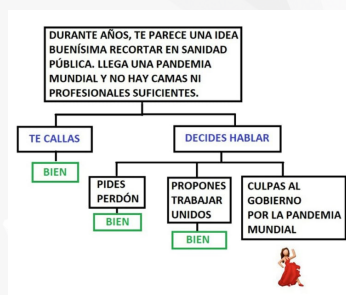 DURANTE AÑOS, TE PARECE UNA IDEA
BUENÍSIMA RECORTAR EN SANIDAD
PÚBLICA. LLEGA UNA PANDEMIA
MUNDIAL Y NO HAY CAMAS NI
PROFESIONALES SUFICIENTES.
TE CALLAS
DECIDES HABLAR
BIEN
PIDES
PERDÓN
BIEN
PROPONES
TRABAJAR
UNIDOS
BIEN
CULPAS AL
GOBIERNO
POR LA PANDEMIA
MUNDIAL